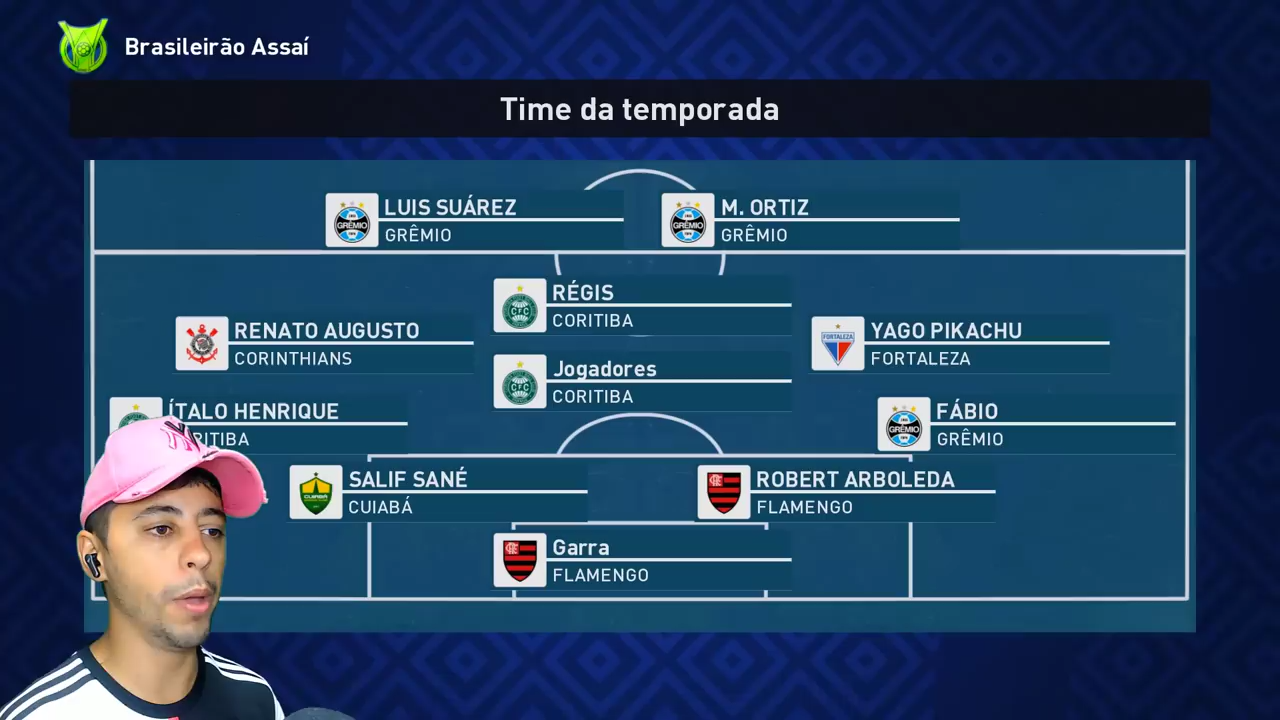 Brasileirão Assaí
Time da temporada
LUIS SUÁREZ
GRÊMIO
M. ORTIZ
GRÊMIO
RÉGIS
CORITIBA
RENATO AUGUSTO
CORINTHIANS
YAGO PIKACHU
FORTALEZA
Jogadores
CORITIBA
ÍTALO HENRIQUE
RITIBA
FÁBIO
GRÊMIO
SALIF SANÉ
CUIABÁ
ROBERT ARBOLEDA
FLAMENGO
Garra
FLAMENGO